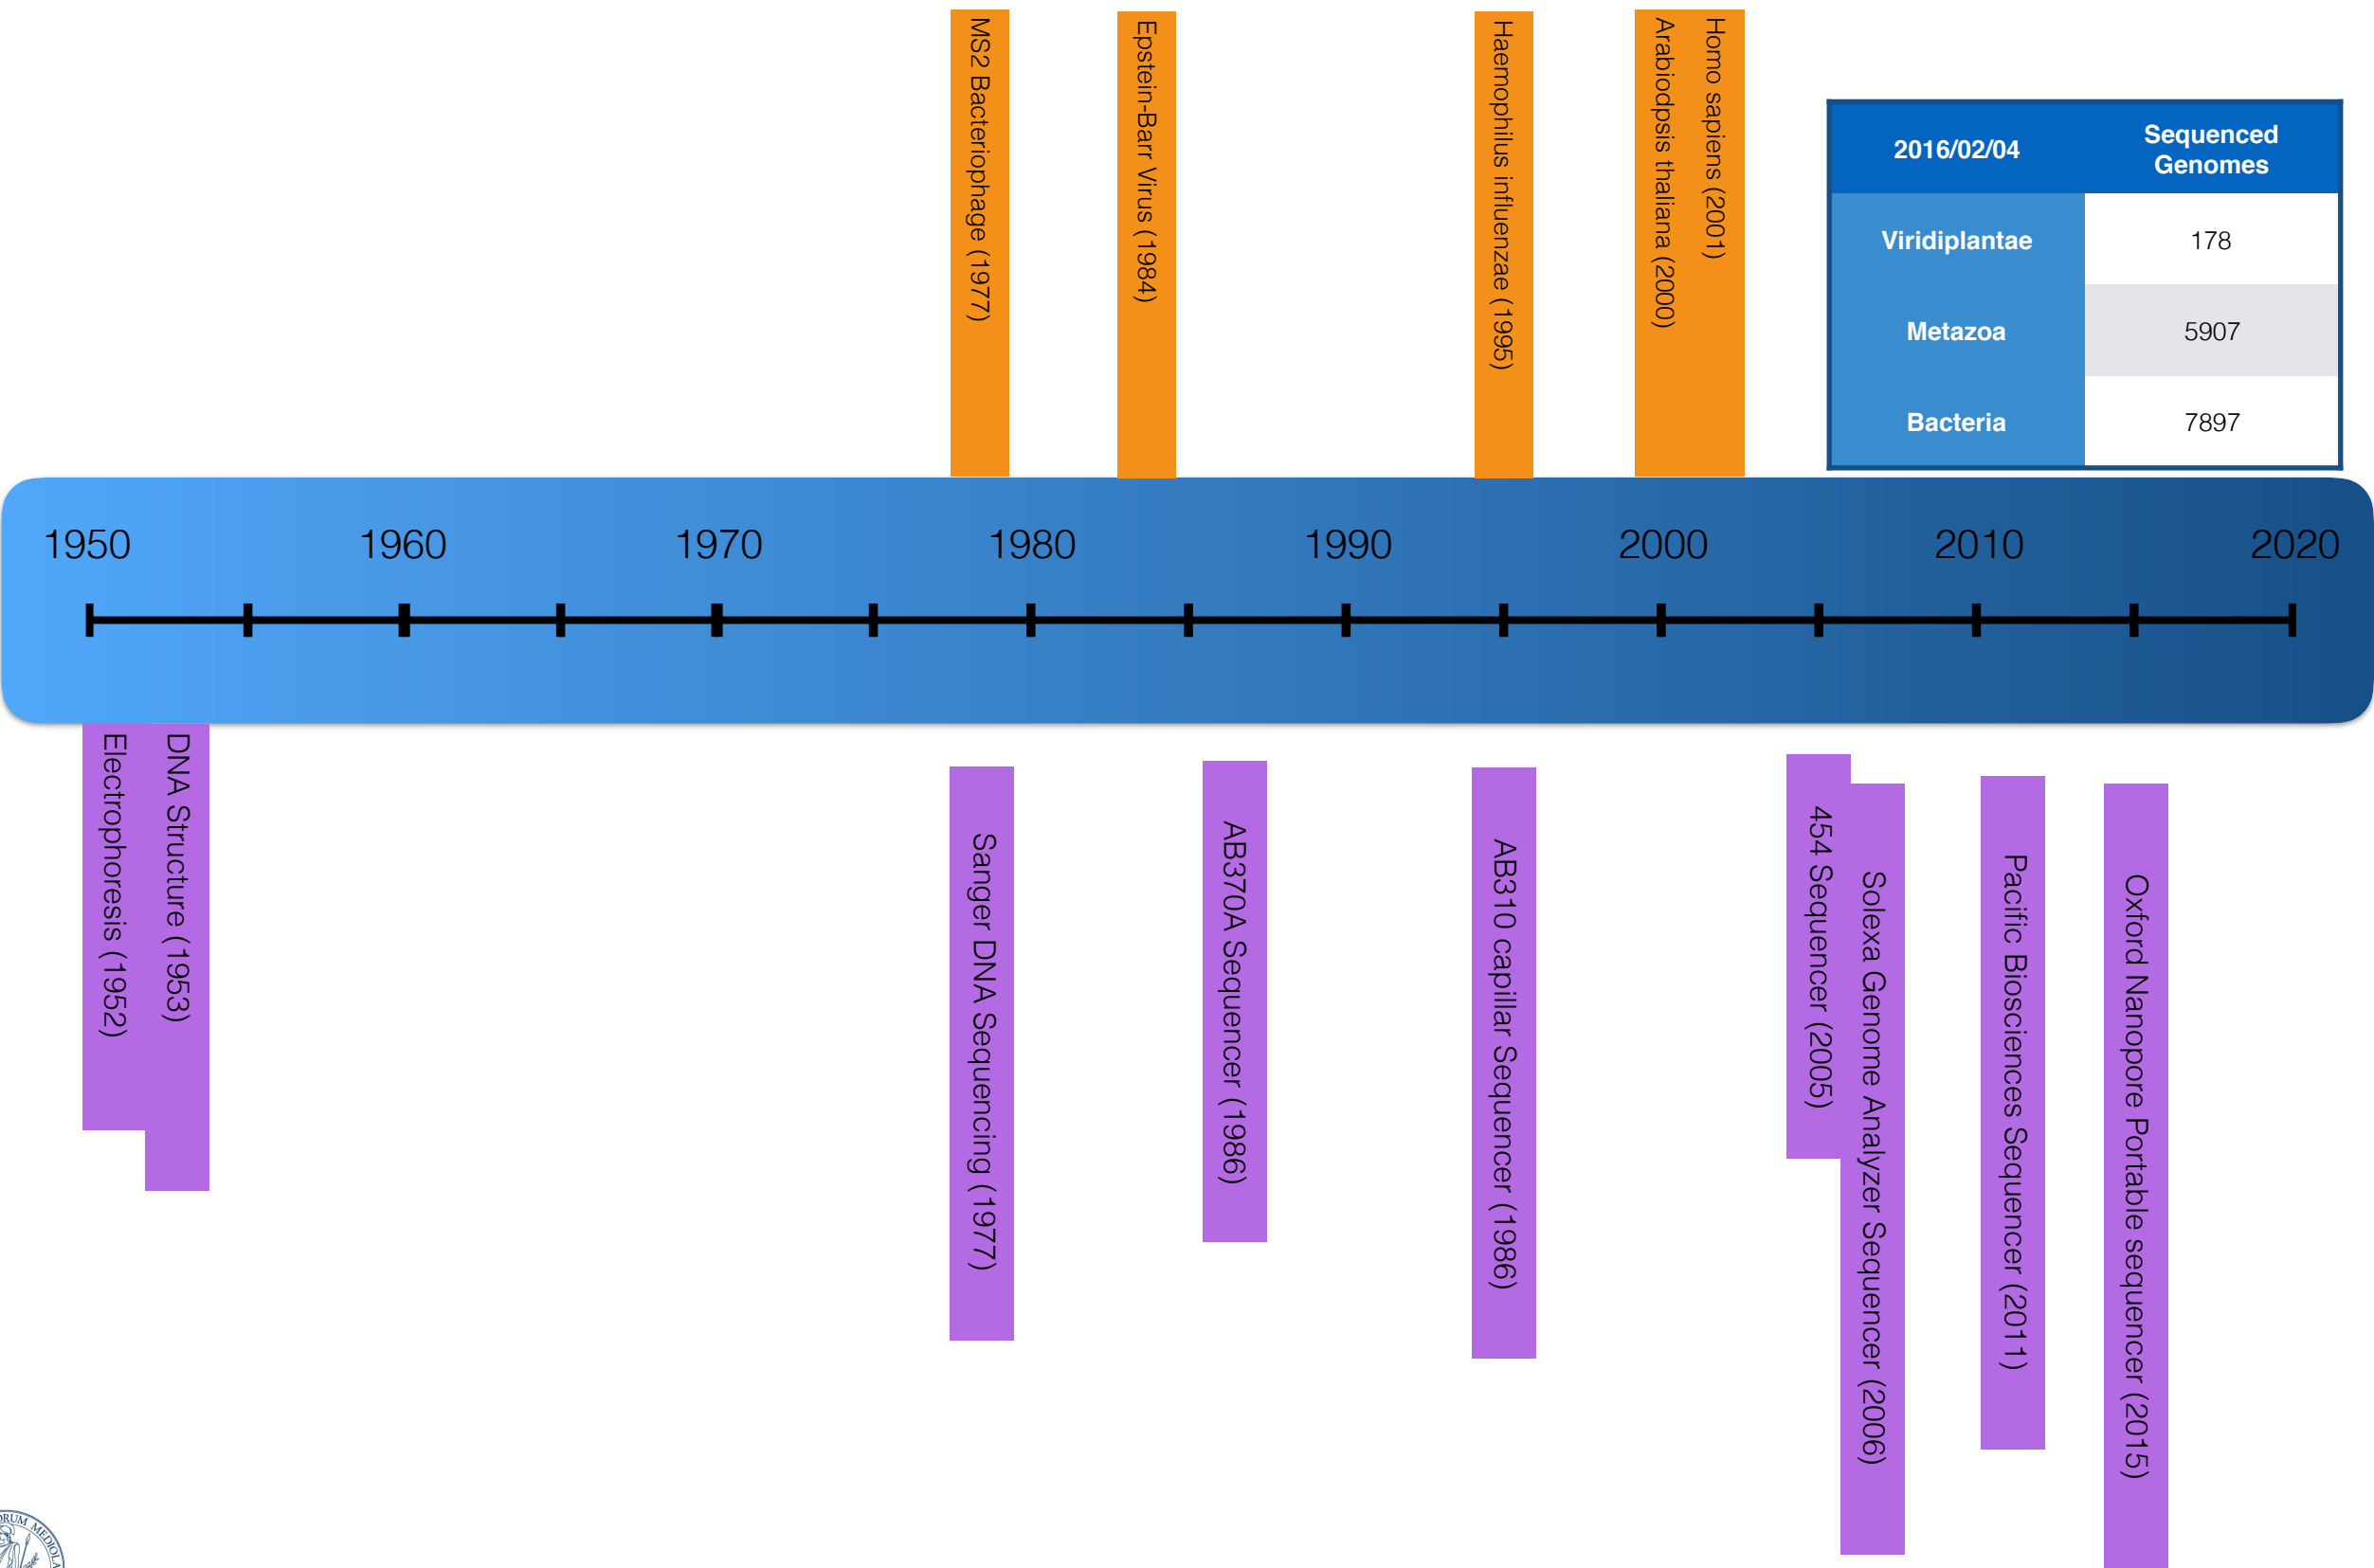 MS2 Bacteriophage (1977)
Epstein-Barr Virus (1984)
Haemophilus influenzae (1995)
Arabiodpsis thaliana (2000)
Homo sapiens (2001)
2016/02/04
Sequenced
Genomes
Viridiplantae
178
Metazoa
5907
Bacteria
7897
1950
1960
1970
1980
1990
2000
2010
2020
Electrophoresis (1952)
DNA Structure (1953)
Sanger DNA Sequencing (1977)
AB370A Sequencer (1986)
AB310 capillar Sequencer (1986)
454 Sequencer (2005)
Solexa Genome Analyzer Sequencer (2006)
Pacific Biosciences Sequencer (2011)
Oxford Nanopore Portable sequencer (2015)